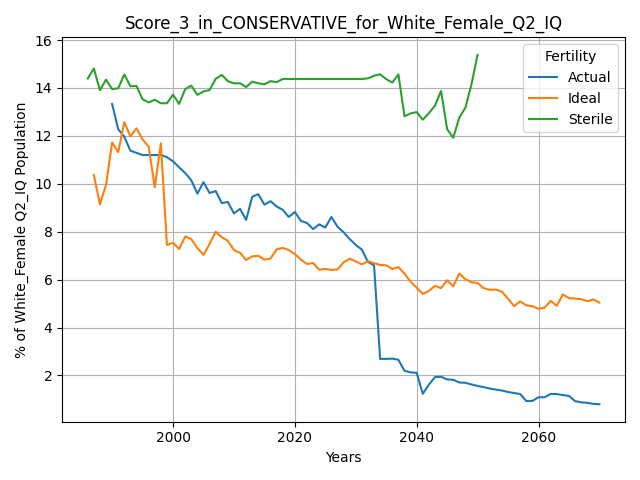 Score_3_in_CONSERVATIVE_for_White_Female_Q2_IQ
% of White_Female Q2_IQ Population
16
14
12
10
8
6
4
2
2000
2020
2040
2060
Years
Fertility
Actual
Ideal
Sterile